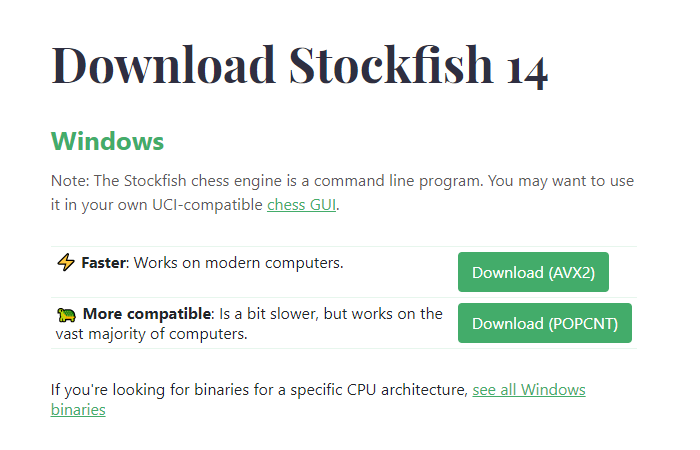 Download Stockfish 14
Windows
Note: The Stockfish chess engine is a command line program. You may want to use
it in your own UCI-compatible chess GUI.
Faster: Works on modern computers.
Download (AVX2)
More compatible: Is a bit slower, but works on the
vast majority of computers.
Download (POPCNT)
If you're looking for binaries for a specific CPU architecture, see all Windows
binaries